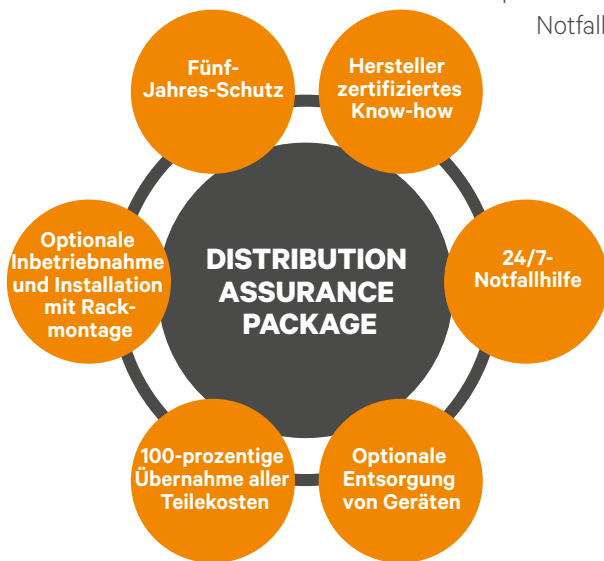 Notfall
Fünf-
Jahres-Schutz
Hersteller
zertifiziertes
Know-how
Optionale
Inbetriebnahme
und Installation
mit Rack-
montage
DISTRIBUTION
ASSURANCE
PACKAGE
24/7-
Notfallhilfe
100-prozentige
Übernahme aller
Teilekosten
Optionale
Entsorgung
von Geräten